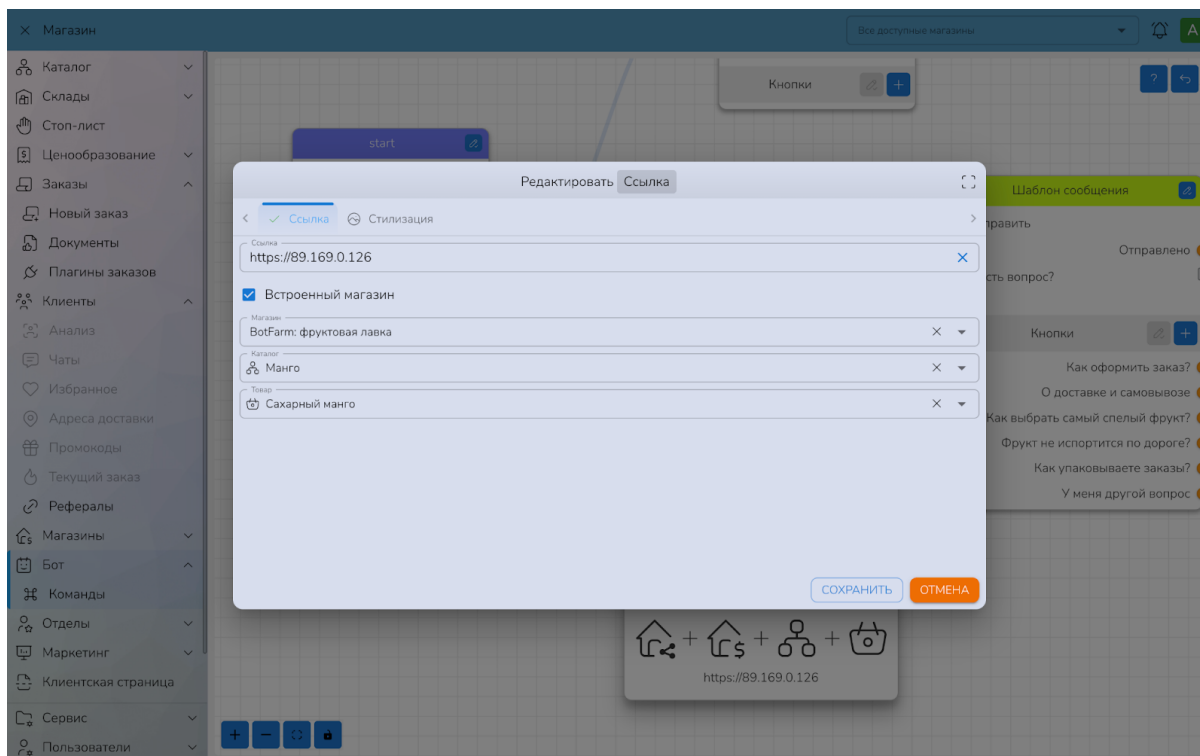 Магазин
Все доступные магазины
A
Каталог
Склады
Стоп-лист
Ценообразование
Заказы
Новый заказ
Документы
Плагины заказов
Клиенты
Анализ
Чаты
Избранное
Адреса доставки
Промокоды
Текущий заказ
Рефералы
Магазины
Бот
Команды
Отделы
Маркетинг
Клиентская страница
Сервис
Пользователи
Кнопки
?
start
Редактировать Ссылка
Ссылка
Стилизация
Ссылка
https://89.169.0.126
Встроенный магазин
Магазин
BotFarm: фруктовая лавка
Каталог
Манго
Товар
Сахарный манго
СОХРАНИТЬ
ОТМЕНА
Шаблон сообщения
править
Отправлено
сть вопрос?
Кнопки
Как оформить заказ?
О доставке и самовывозе
Как выбрать самый спелый фрукт?
Фрукт не испортится по дороге?
Как упаковываете заказы?
У меня другой вопрос
+ + +
https://89.169.0.126